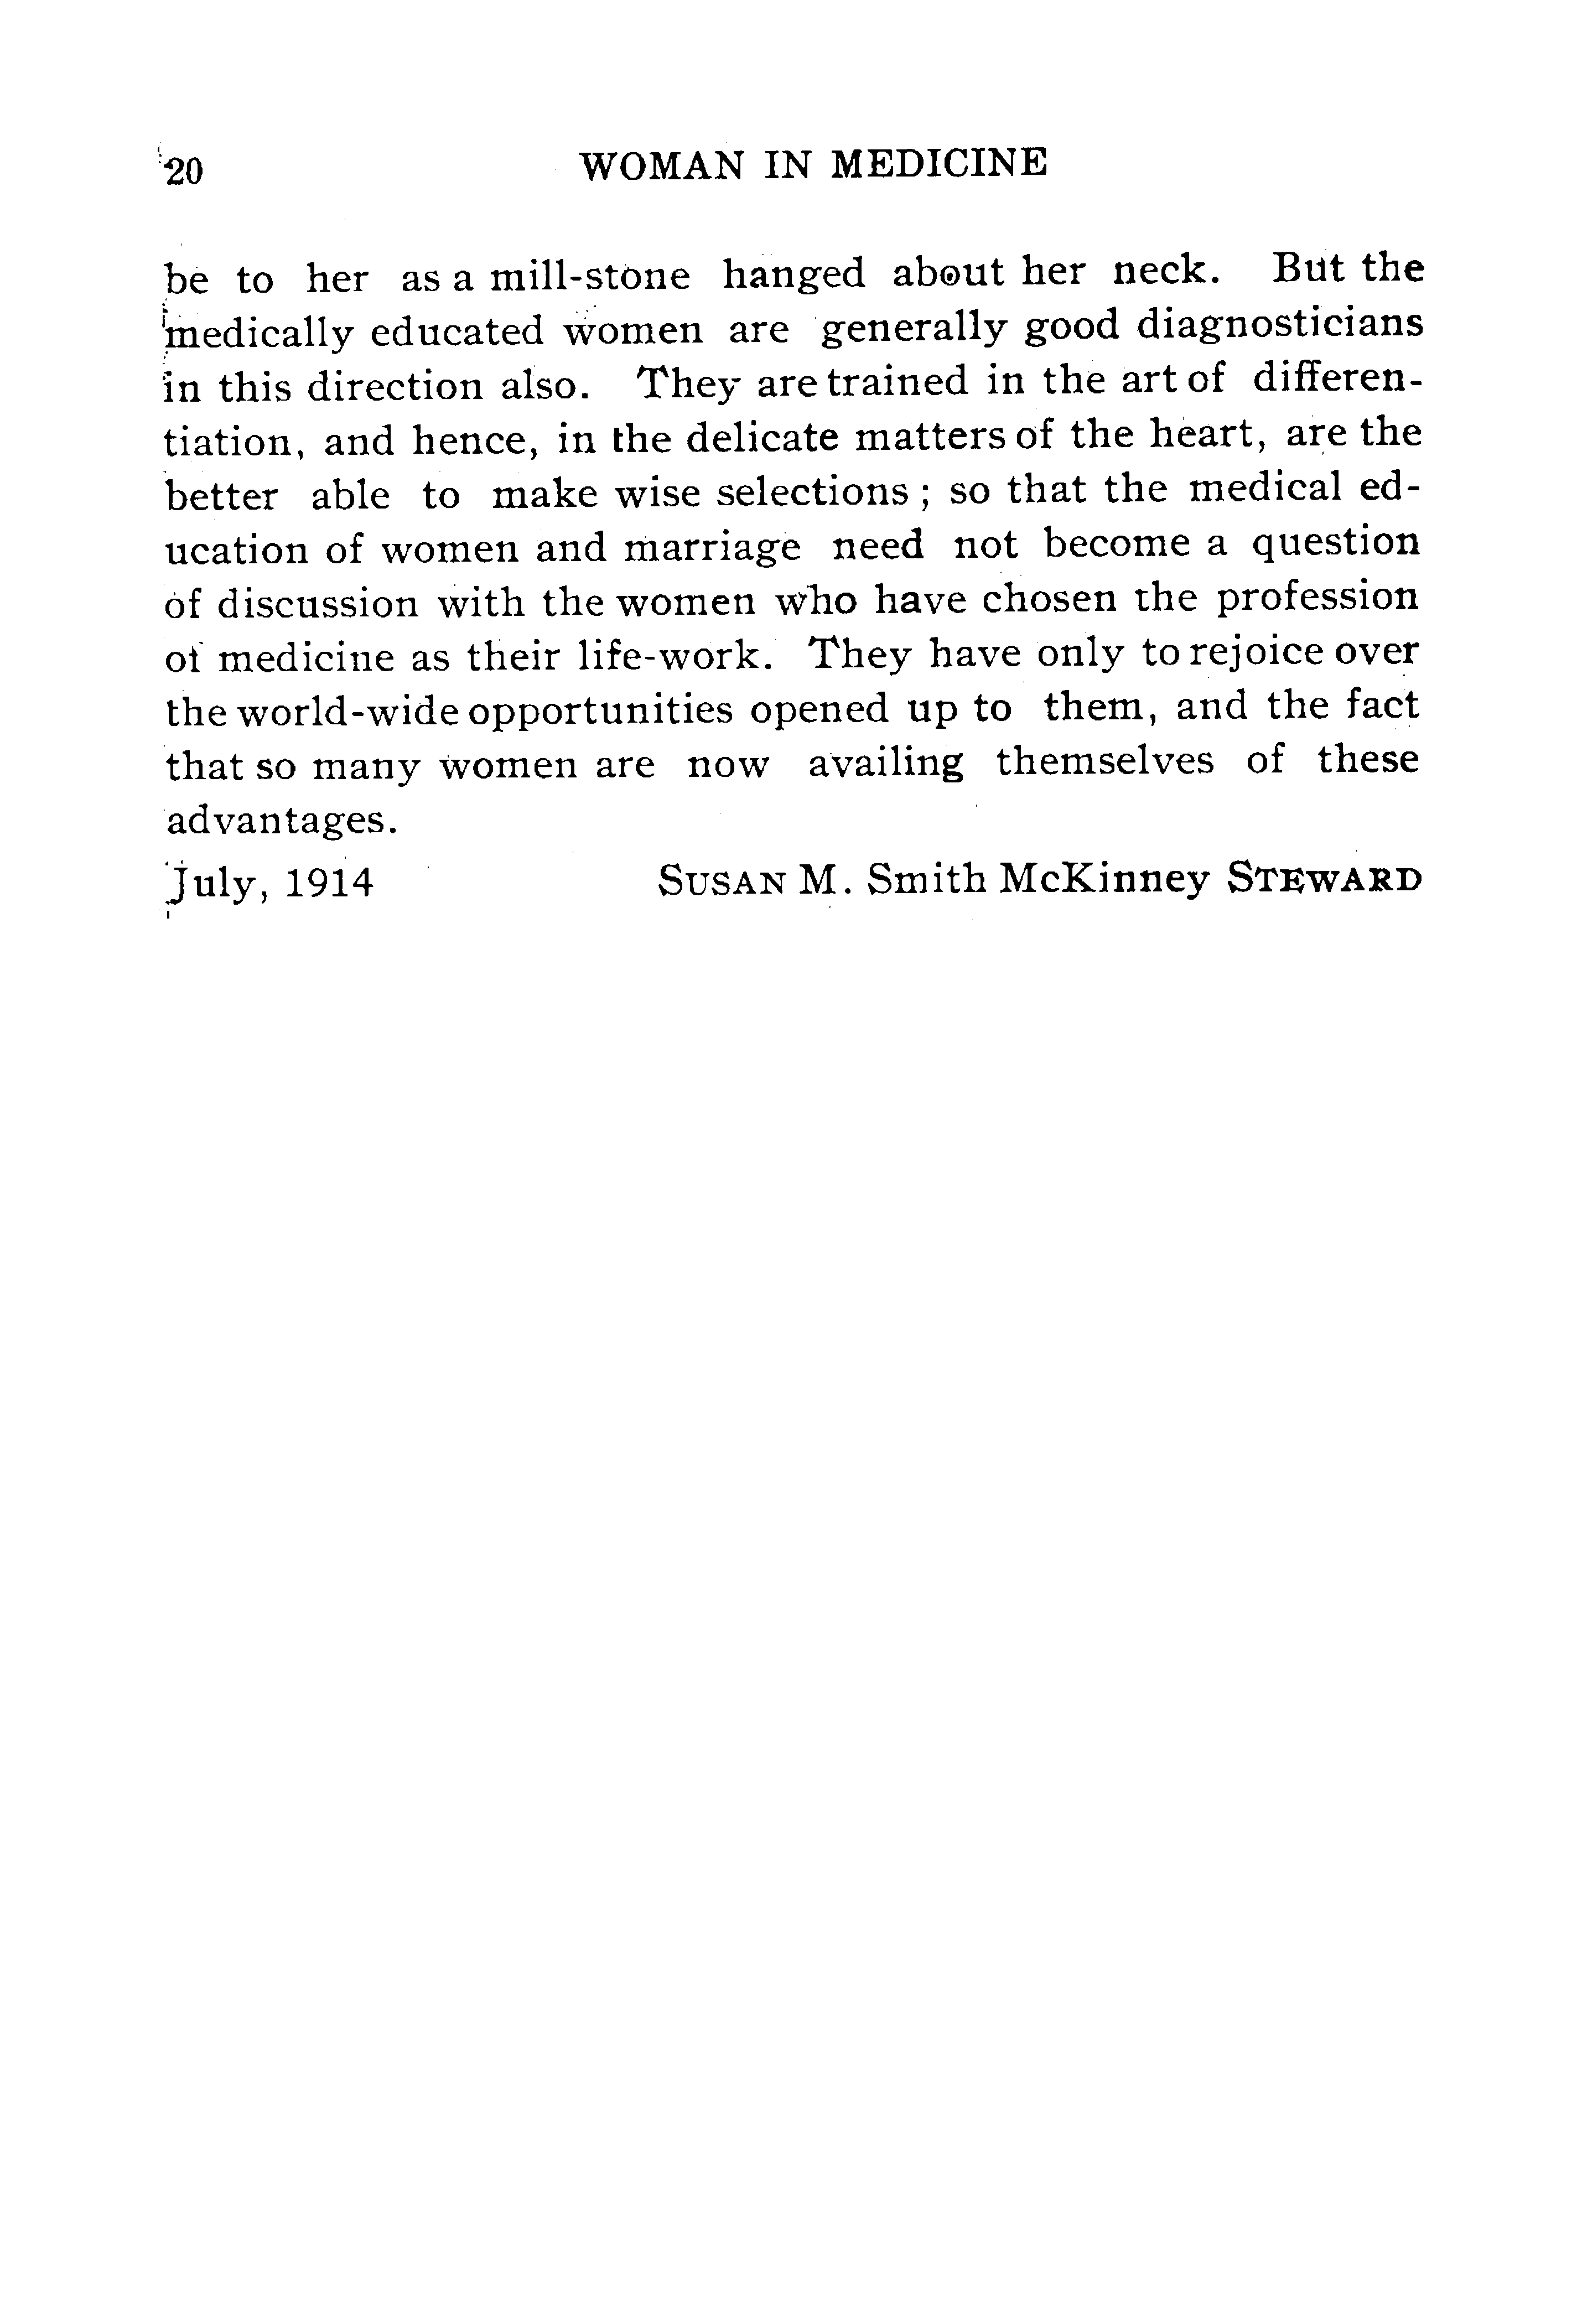 20 WOMAN IN MEDICINE
be to her as a mill-stone hanged about her neck. But the
medically educated women are generally good diagnosticians
in this direction also. They are trained in the art of differen-
tiation, and hence, in the delicate matters of the heart, are the
better able to make wise selections ; so that the medical ed-
ucation of women and marriage need not become a question
of discussion with the women who have chosen the profession
of medicine as their life-work. They have only to rejoice over
the world-wide opportunities opened up to them, and the fact
that so many women are now availing themselves of these
advantages.
July, 1914 SUSAN M. Smith McKinney STEWARD